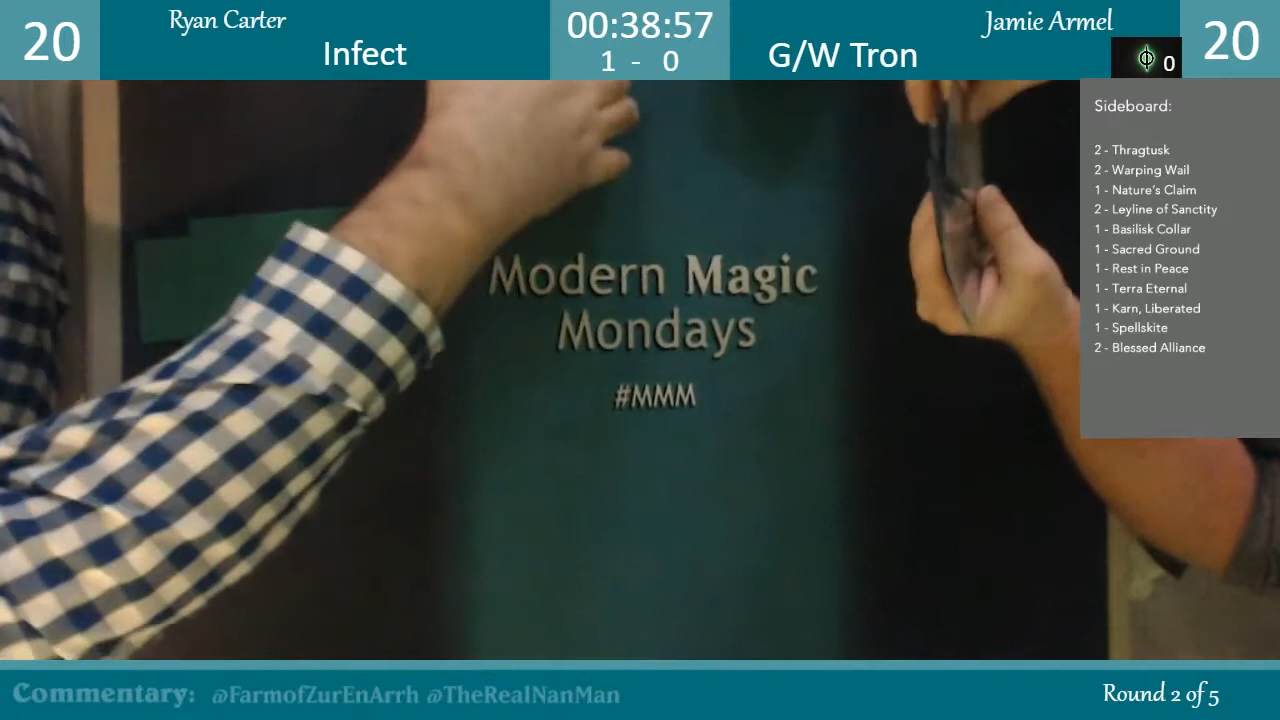 20
Ryan Carter
Infect
00:38:57
1 - 0
Jamie Armel
G/W Tron
0
20
Sideboard:
2 - Thragtusk
2 - Warping Wail
1 - Nature's Claim
2 - Leyline of Sanctity
1 - Basilisk Collar
1 - Sacred Ground
1 - Rest in Peace
1 - Terra Eternal
1 - Karn, Liberated
1 - Spellskite
2 - Blessed Alliance
Modern Magic
Mondays
#MMM
Commentary: @FarmofZurEnArrh @TheRealNanMan
Round 2 of 5